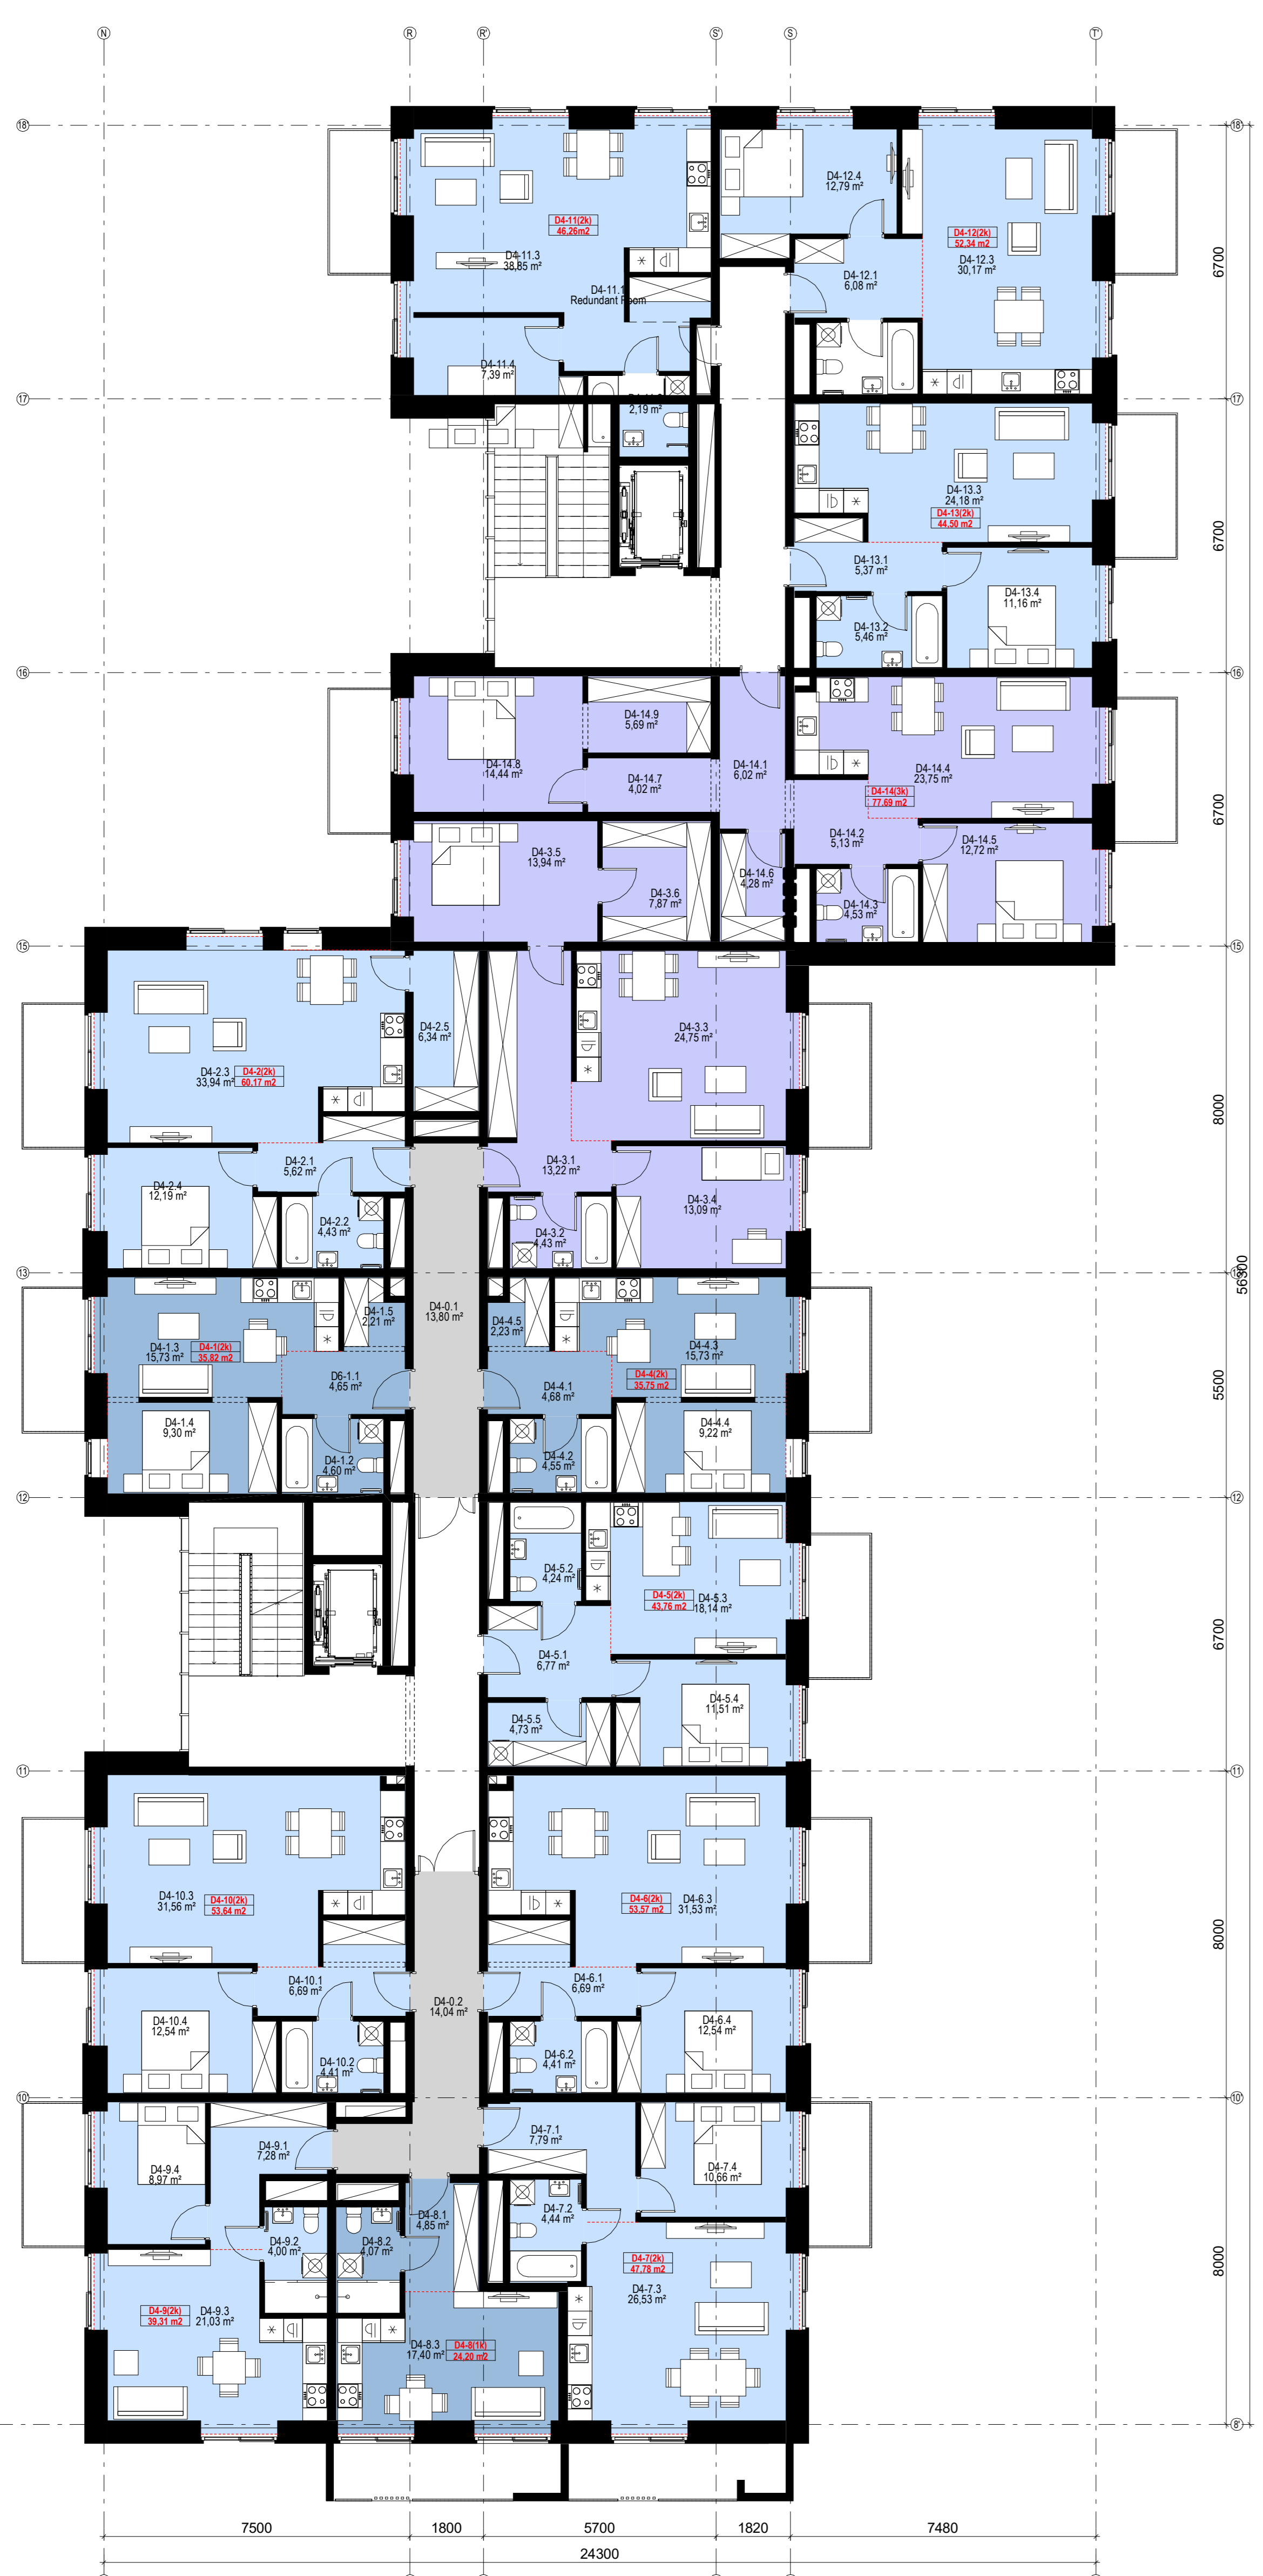 N
R
R'
S'
S
T'
18'
18
D4-12.4
12,79 m²
D4-11(2k)
46,26m2
D4-12(2k)
52,34 m2
D4-11.3
38,85 m²
D4-12.3
30,17 m²
6700
D4-12.1
6,08 m²
D4-11.1
Redundant Room
D4-11.4
7,39 m²
17
17
2,19 m²
D4-13.3
24,18 m²
D4-13(2k)
44,50 m2
6700
D4-13.1
5,37 m²
D4-13.4
11,16 m²
D4-13.2
5,46 m²
16
16
D4-14.9
5,69 m²
D4-14.8
14,44 m²
D4-14.1
6,02 m²
D4-14.4
23,75 m²
D4-14.7
4,02 m²
D4-14(3k)
77,69 m2
6700
D4-14.2
5,13 m²
D4-14.5
12,72 m²
D4-3.5
13,94 m²
D4-14.6
4,28 m²
D4-3.6
7,87 m²
D4-14.3
4,53 m²
15
15
D4-2.5
6,34 m²
D4-3.3
24,75 m²
D4-2.3
33,94 m²
D4-2(2k)
60,17 m2
8000
D4-2.1
5,62 m²
D4-3.1
13,22 m²
D4-2.4
12,19 m²
D4-3.4
13,09 m²
D4-2.2
4,43 m²
D4-3.2
4,43 m²
13
56300
D4-0.1
13,80 m²
D4-1.5
2,21 m²
D4-4.5
2,23 m²
D4-1.3
15,73 m²
D4-1(2k)
35,82 m2
D4-4.3
15,73 m²
D6-1.1
4,65 m²
D4-4(2k)
35,75 m2
D4-4.1
4,68 m²
5500
D4-1.4
9,30 m²
D4-4.4
9,22 m²
D4-1.2
4,60 m²
D4-4.2
4,55 m²
12
12
D4-5.2
4,24 m²
D4-5(2k)
43,76 m2
D4-5.3
18,14 m²
6700
D4-5.1
6,77 m²
D4-5.4
11,51 m²
D4-5.5
4,73 m²
11
11
D4-10.3
31,56 m²
D4-10(2k)
53,64 m2
D4-6(2k)
53,57 m2
D4-6.3
31,53 m²
8000
D4-10.1
6,69 m²
D4-6.1
6,69 m²
D4-0.2
14,04 m²
D4-10.4
12,54 m²
D4-6.4
12,54 m²
D4-10.2
4,41 m²
D4-6.2
4,41 m²
10'
10'
D4-9.1
7,28 m²
D4-7.1
7,79 m²
D4-9.4
8,97 m²
D4-7.4
10,66 m²
D4-8.1
4,85 m²
D4-7.2
4,44 m²
D4-9.2
4,00 m²
D4-8.2
4,07 m²
D4-7(2k)
47,78 m2
8000
D4-7.3
26,53 m²
D4-9(2k)
39,31 m2
D4-9.3
21,03 m²
D4-8.3
17,40 m²
D4-8(1k)
24,20 m2
8'
7500
1800
5700
1820
7480
24300